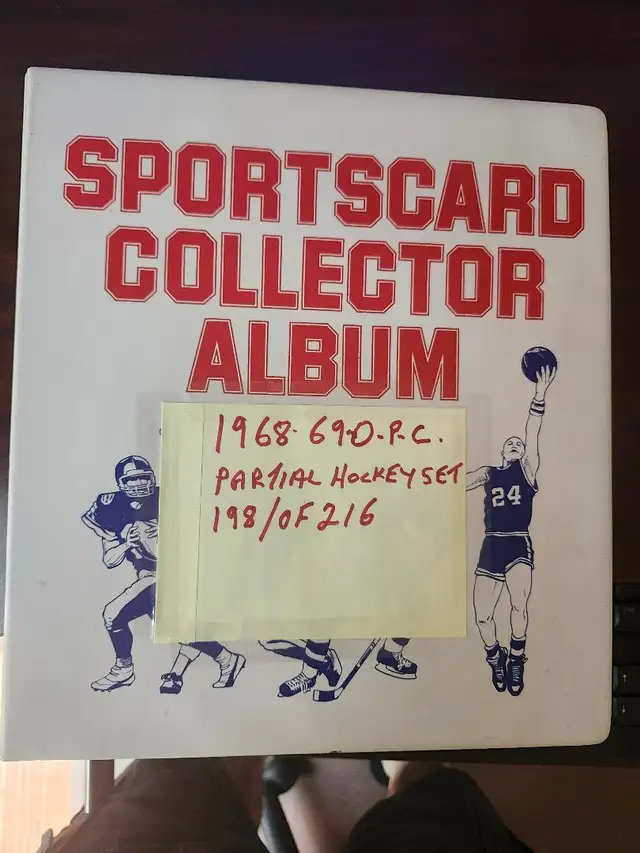 SPORTSCARD
COLLECTOR
ALBUM
1968-69-O.P.C.
PARTIAL HOCKEY SET
198/OF 216
24